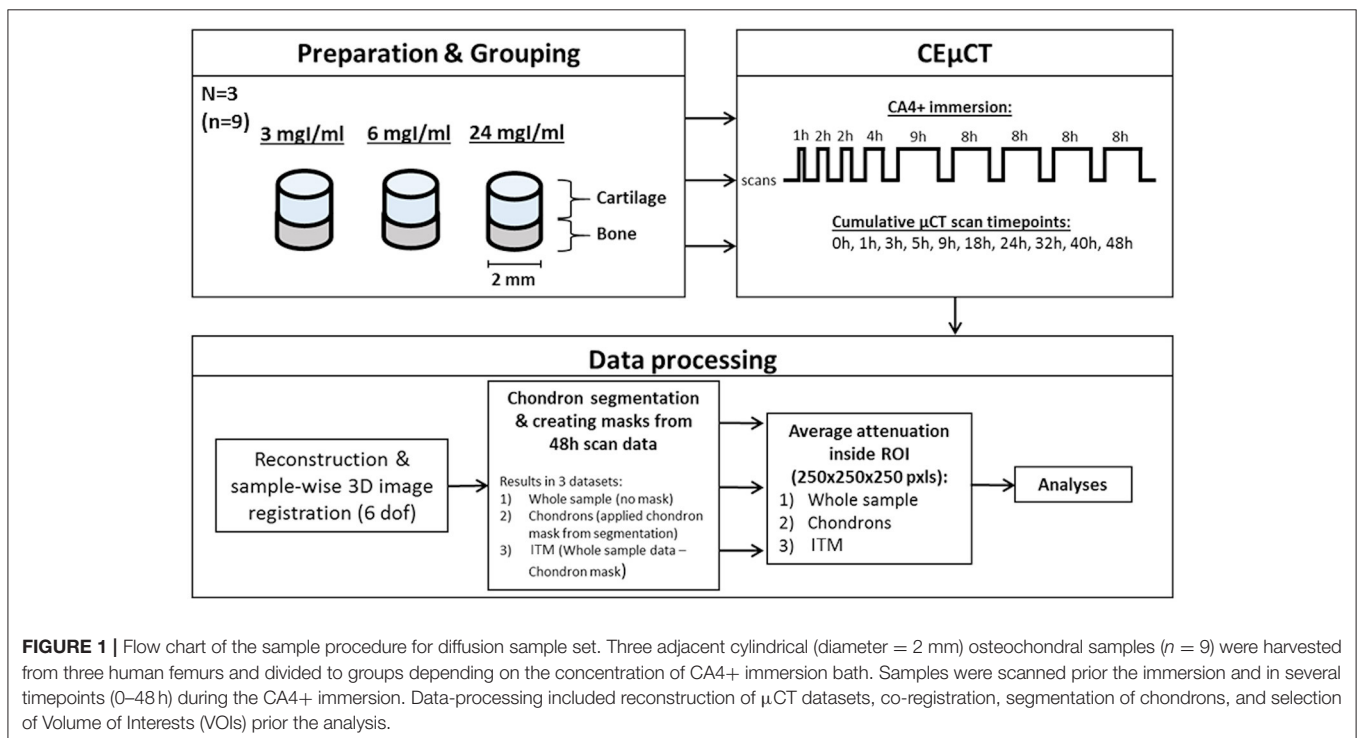 Preparation & Grouping
N=3
(n=9)
3 mgI/ml
6 mgI/ml
24 mgI/ml
Cartilage
Bone
2 mm
CEμCT
CA4+ immersion:
1h 2h 2h 4h 9h 8h 8h 8h 8h
scans
Cumulative μCT scan timepoints:
0h, 1h, 3h, 5h, 9h, 18h, 24h, 32h, 40h, 48h
Data processing
Reconstruction &
sample-wise 3D image
registration (6 dof)
Chondron segmentation
& creating masks from
48h scan data
Results in 3 datasets:
1) Whole sample (no mask)
2) Chondrons (applied chondron
mask from segmentation)
3) ITM (Whole sample data –
Chondron mask)
Average attenuation
inside ROI
(250x250x250 pxls):
1) Whole sample
2) Chondrons
3) ITM
Analyses
FIGURE 1 | Flow chart of the sample procedure for diffusion sample set. Three adjacent cylindrical (diameter = 2 mm) osteochondral samples (n = 9) were harvested
from three human femurs and divided to groups depending on the concentration of CA4+ immersion bath. Samples were scanned prior the immersion and in several
timepoints (0–48 h) during the CA4+ immersion. Data-processing included reconstruction of μCT datasets, co-registration, segmentation of chondrons, and selection
of Volume of Interests (VOIs) prior the analysis.